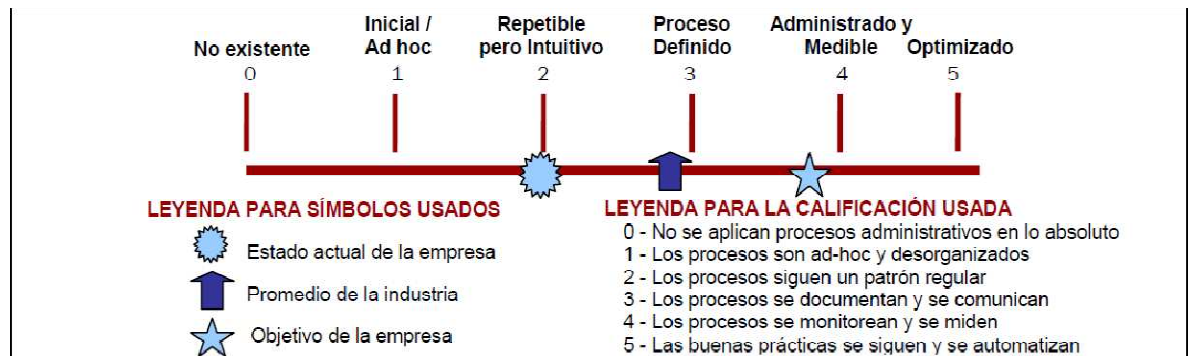 No existente
Inicial /
Ad hoc
Repetible
pero Intuitivo
Proceso
Definido
Administrado y
Medible
Optimizado
0
1
2
3
4
5
LEYENDA PARA SÍMBOLOS USADOS
Estado actual de la empresa
Promedio de la industria
Objetivo de la empresa
LEYENDA PARA LA CALIFICACIÓN USADA
0 - No se aplican procesos administrativos en lo absoluto
1 - Los procesos son ad-hoc y desorganizados
2 - Los procesos siguen un patrón regular
3 - Los procesos se documentan y se comunican
4 - Los procesos se monitorean y se miden
5 - Las buenas prácticas se siguen y se automatizan